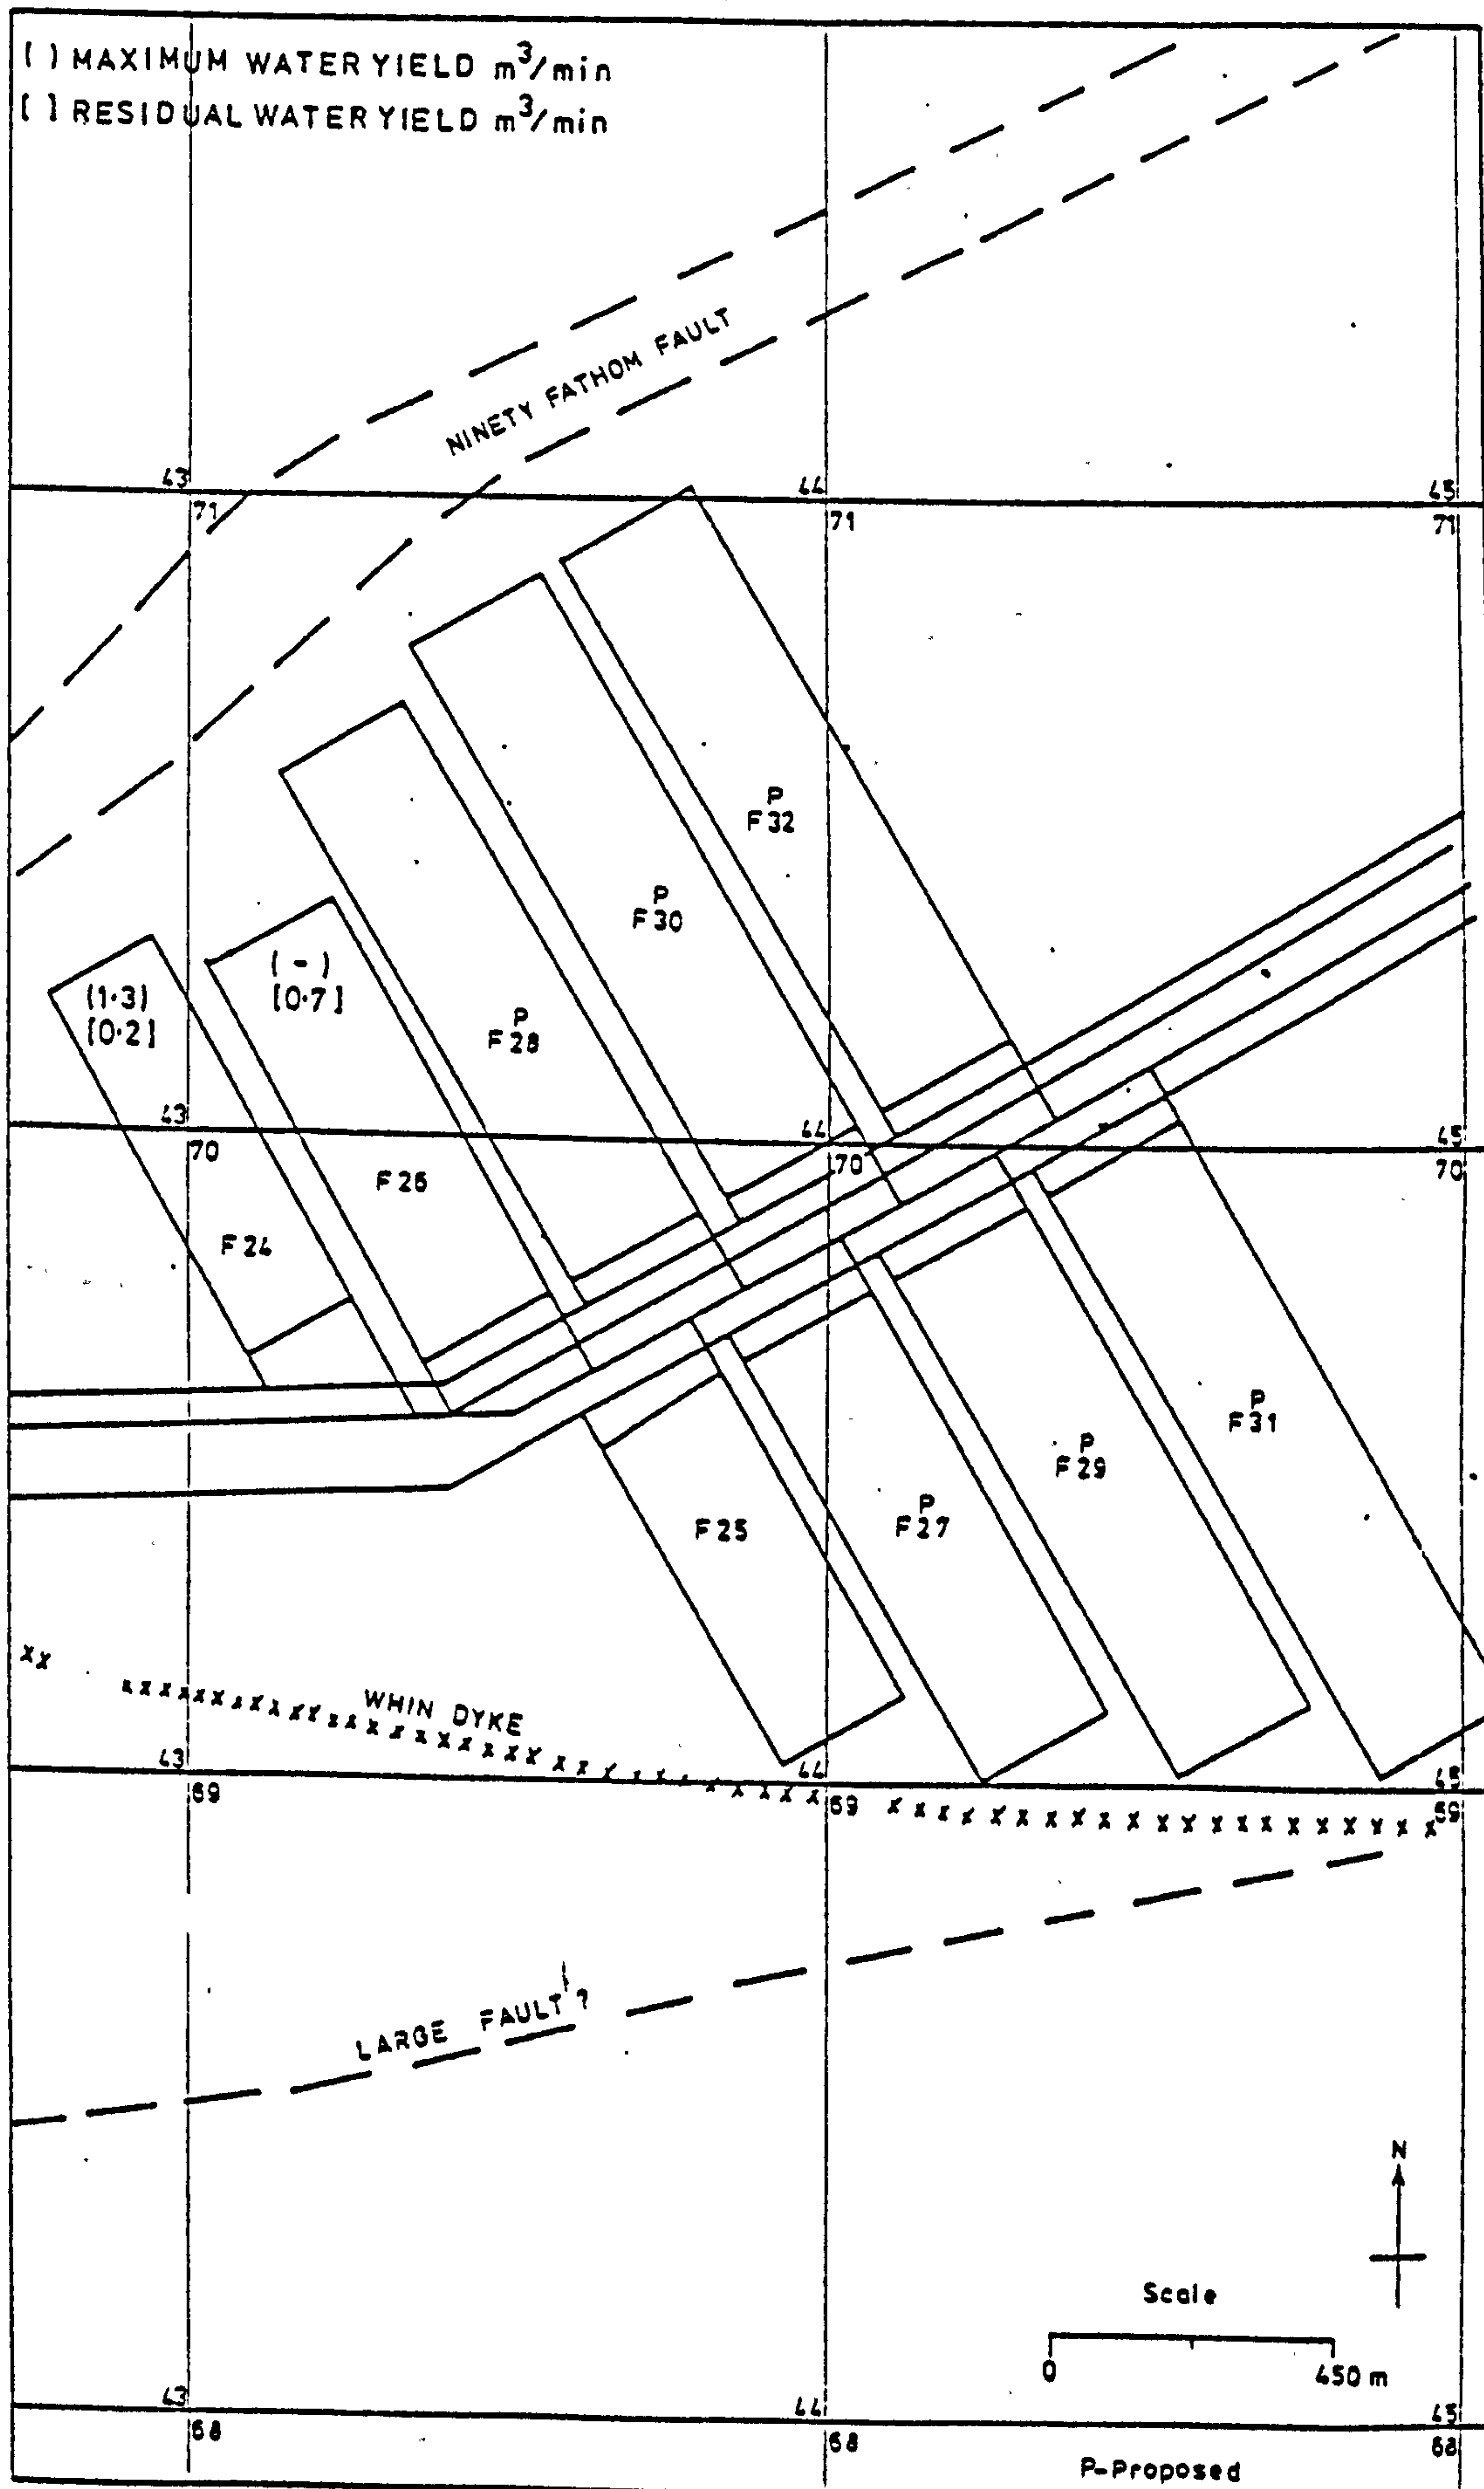 ( ) MAXIMUM WATER YIELD m³/min
[ ] RESIDUAL WATER YIELD m³/min
NINETY FATHOM FAULT
43
71
44
71
45
71
P
F32
P
F30
(1·3)
[0·2]
(-)
[0·7]
P
F28
43
70
44
70
45
70
F26
F24
P
F31
P
F29
P
F27
F25
xx
WHIN DYKE
43
69
44
69
45
69
LARGE FAULT ?
N
Scale
0
450 m
43
68
44
68
45
68
P-Proposed